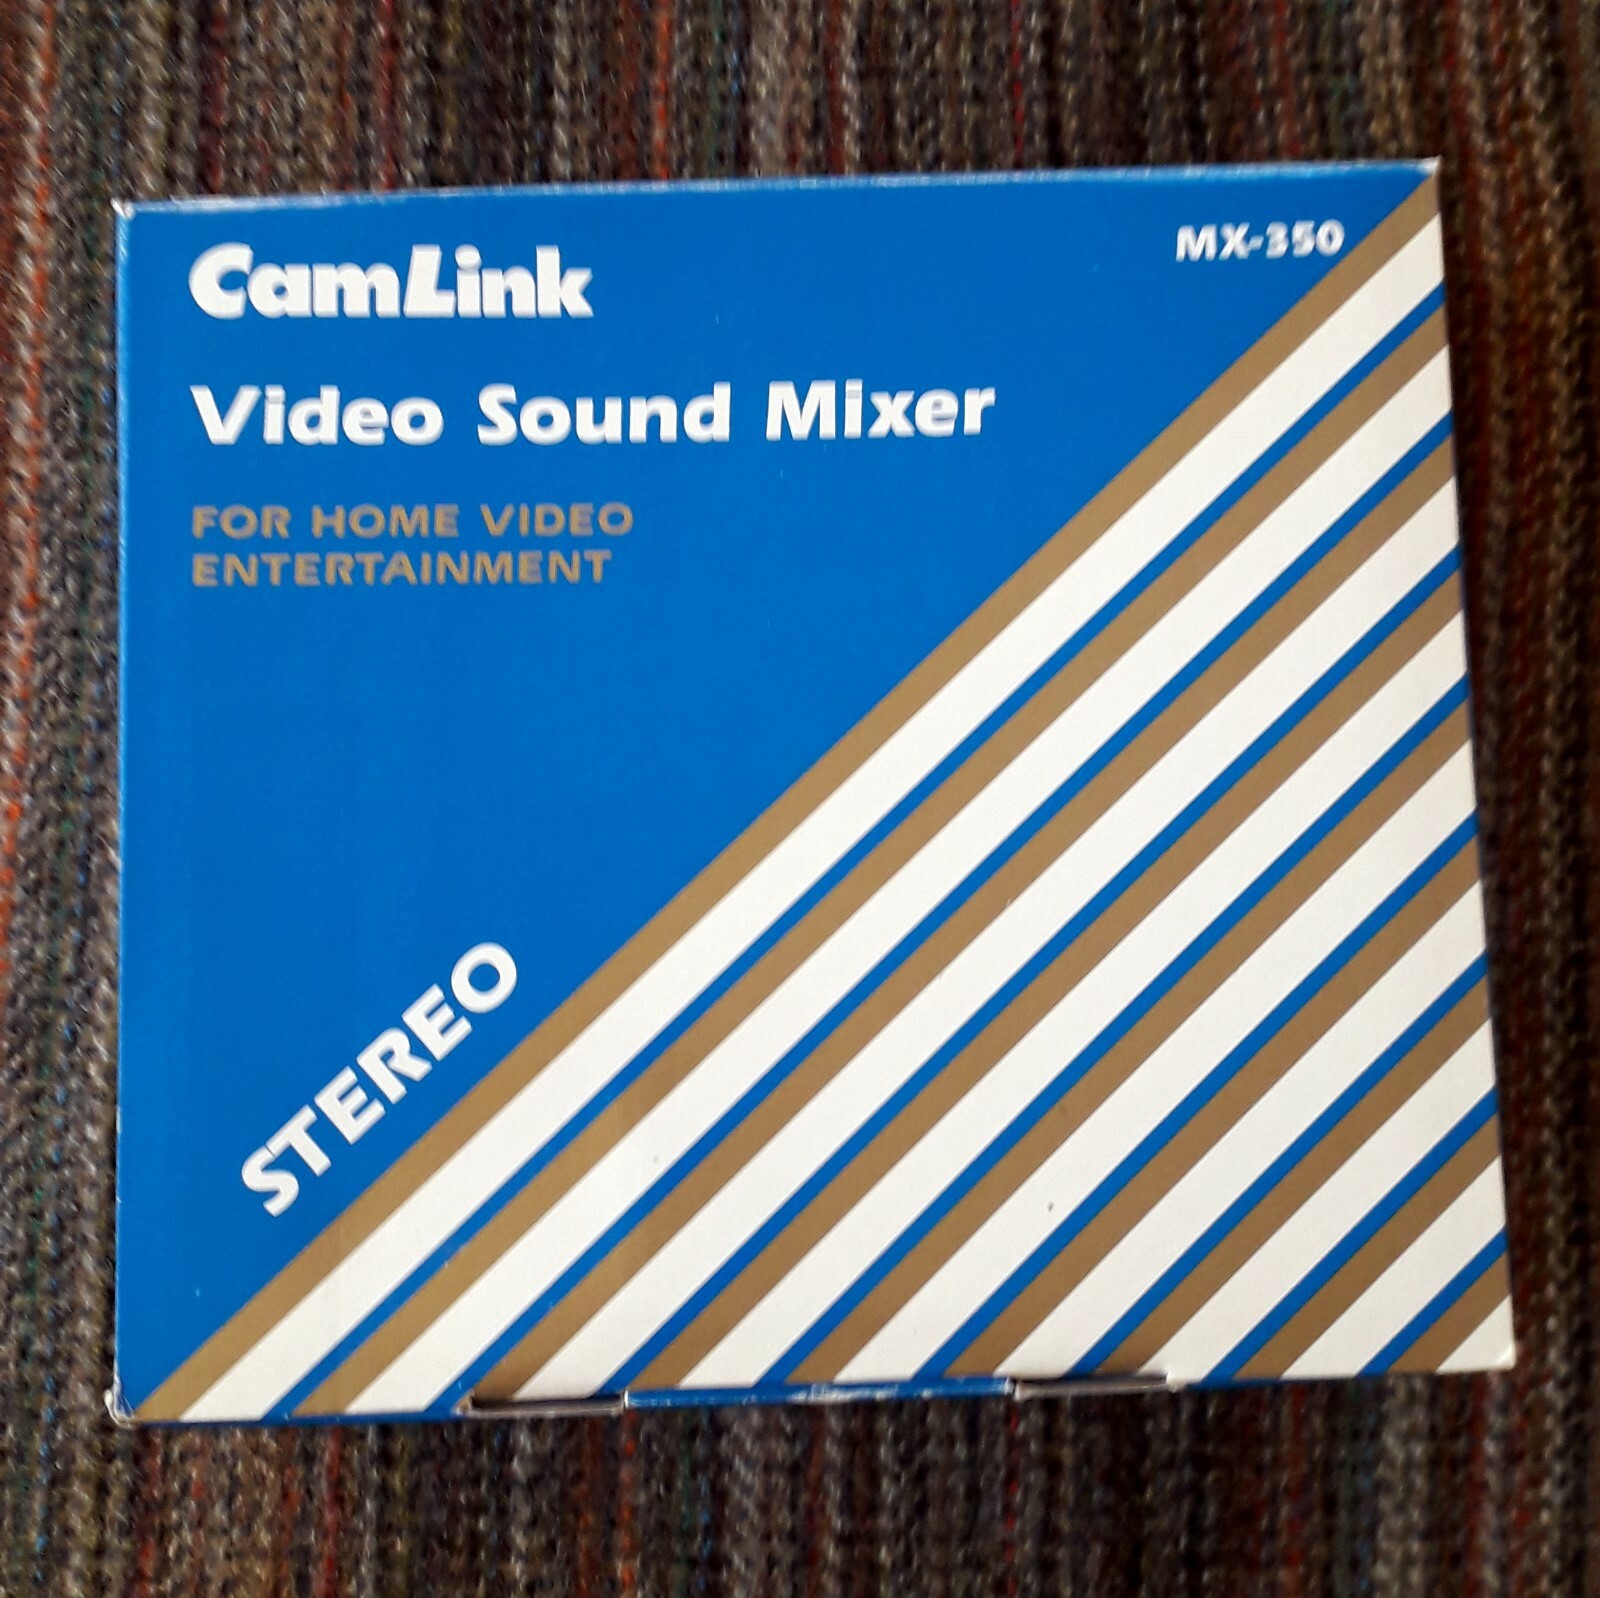 CamLink
MX-350
Video Sound Mixer
FOR HOME VIDEO
ENTERTAINMENT
STEREO